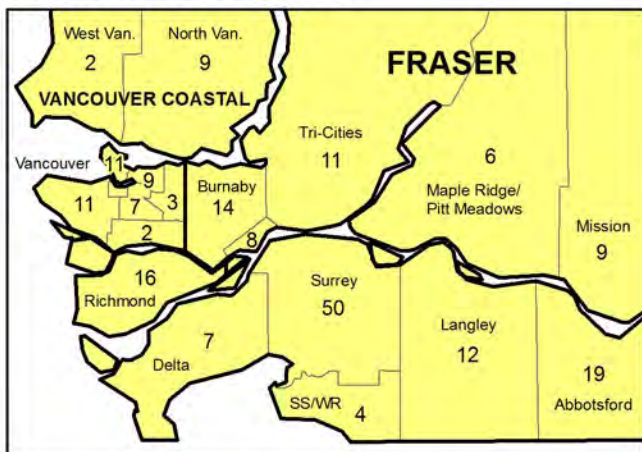 West Van.
2
North Van.
9
VANCOUVER COASTAL
FRASER
Vancouver
11
11
9
7
3
2
Burnaby
14
8
Tri-Cities
11
6
Maple Ridge/
Pitt Meadows
Mission
9
16
Richmond
7
Delta
Surrey
50
SS/WR
4
Langley
12
19
Abbotsford